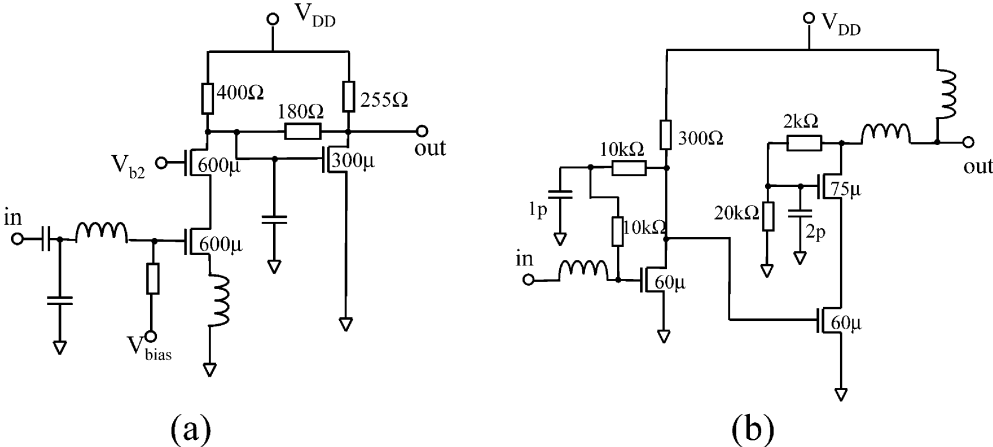 V_DD
400Ω
255Ω
180Ω
out
V_b2
600μ
300μ
in
600μ
V_bias
(a)
V_DD
300Ω
2kΩ
10kΩ
out
75μ
1p
10kΩ
20kΩ
2p
in
60μ
60μ
(b)